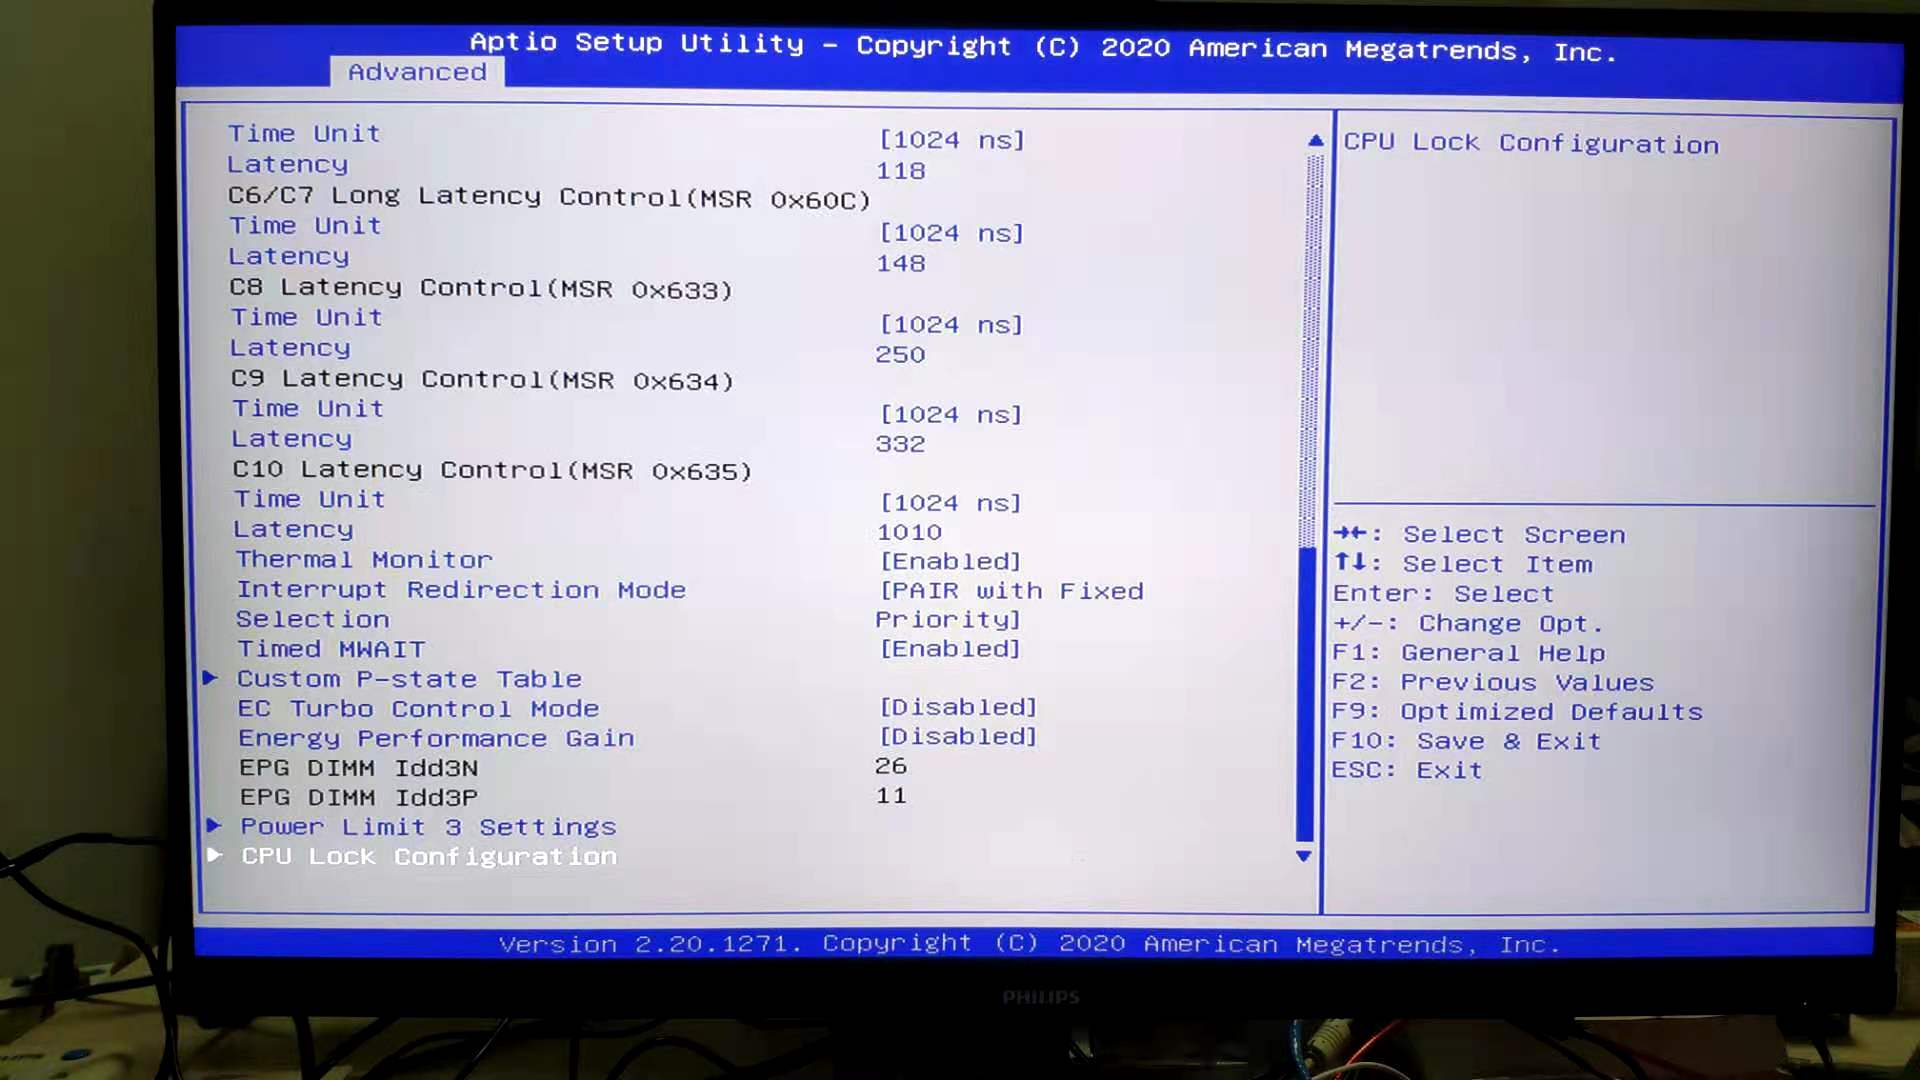 Aptio Setup Utility – Copyright (C) 2020 American Megatrends, Inc.
Advanced
Time Unit [1024 ns]
Latency 118
C6/C7 Long Latency Control(MSR 0x60C)
Time Unit [1024 ns]
Latency 148
C8 Latency Control(MSR 0x633)
Time Unit [1024 ns]
Latency 250
C9 Latency Control(MSR 0x634)
Time Unit [1024 ns]
Latency 332
C10 Latency Control(MSR 0x635)
Time Unit [1024 ns]
Latency 1010
Thermal Monitor [Enabled]
Interrupt Redirection Mode [PAIR with Fixed
Selection Priority]
Timed MWAIT [Enabled]
Custom P-state Table
EC Turbo Control Mode [Disabled]
Energy Performance Gain [Disabled]
EPG DIMM Idd3N 26
EPG DIMM Idd3P 11
Power Limit 3 Settings
CPU Lock Configuration
CPU Lock Configuration
→←: Select Screen
↑↓: Select Item
Enter: Select
+/-: Change Opt.
F1: General Help
F2: Previous Values
F9: Optimized Defaults
F10: Save & Exit
ESC: Exit
Version 2.20.1271. Copyright (C) 2020 American Megatrends, Inc.
PHILIPS